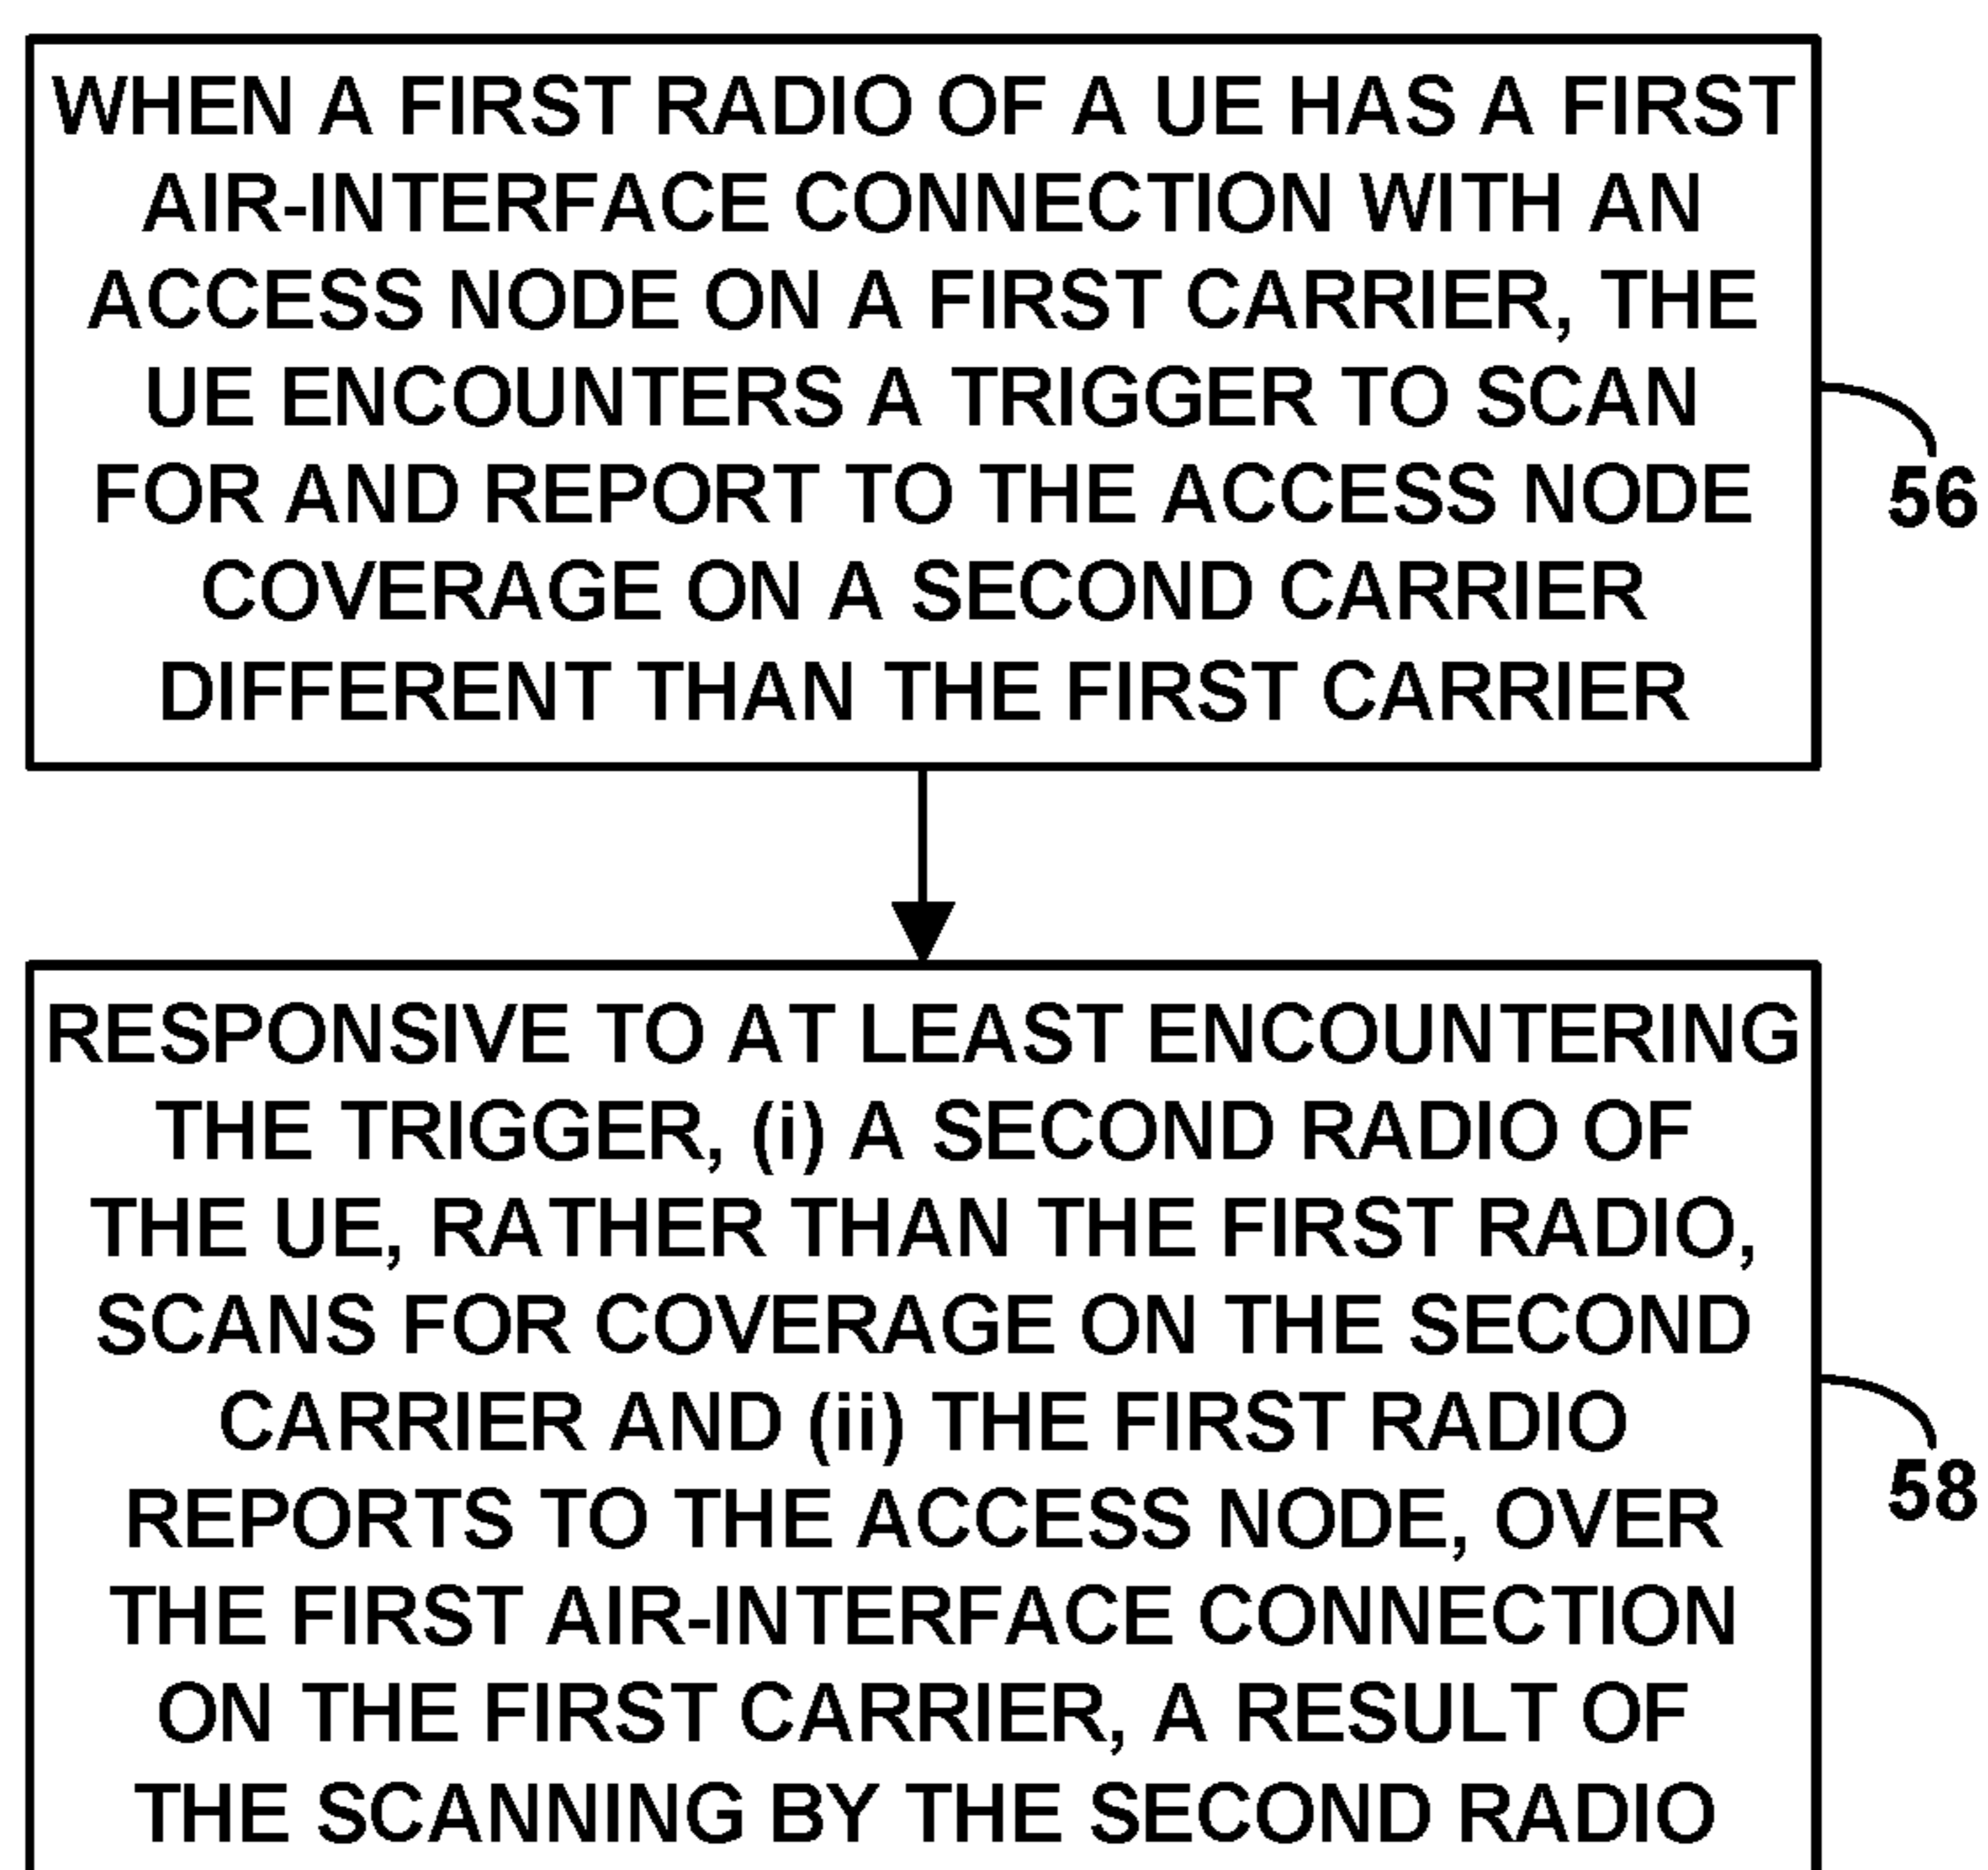 WHEN A FIRST RADIO OF A UE HAS A FIRST
AIR-INTERFACE CONNECTION WITH AN
ACCESS NODE ON A FIRST CARRIER, THE
UE ENCOUNTERS A TRIGGER TO SCAN
FOR AND REPORT TO THE ACCESS NODE
COVERAGE ON A SECOND CARRIER
DIFFERENT THAN THE FIRST CARRIER
56
RESPONSIVE TO AT LEAST ENCOUNTERING
THE TRIGGER, (i) A SECOND RADIO OF
THE UE, RATHER THAN THE FIRST RADIO,
SCANS FOR COVERAGE ON THE SECOND
CARRIER AND (ii) THE FIRST RADIO
REPORTS TO THE ACCESS NODE, OVER
THE FIRST AIR-INTERFACE CONNECTION
ON THE FIRST CARRIER, A RESULT OF
THE SCANNING BY THE SECOND RADIO
58